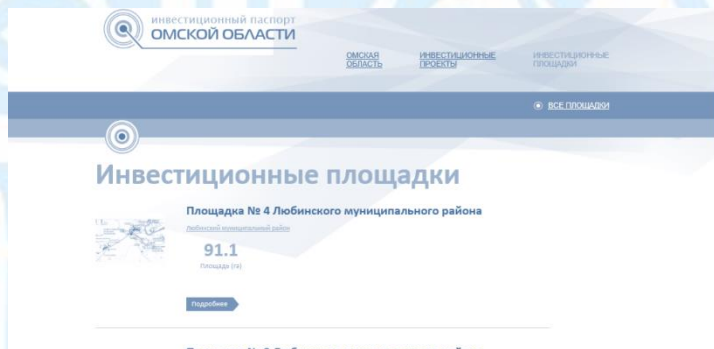 инвестиционный паспорт
ОМСКОЙ ОБЛАСТИ
ОМСКАЯ ОБЛАСТЬ
ИНВЕСТИЦИОННЫЕ ПРОЕКТЫ
ИНВЕСТИЦИОННЫЕ ПЛОЩАДКИ
ВСЕ ПЛОЩАДКИ
Инвестиционные площадки
Площадка № 4 Любинского муниципального района
Любинский муниципальный район
91.1
Площадь (га)
Подробнее